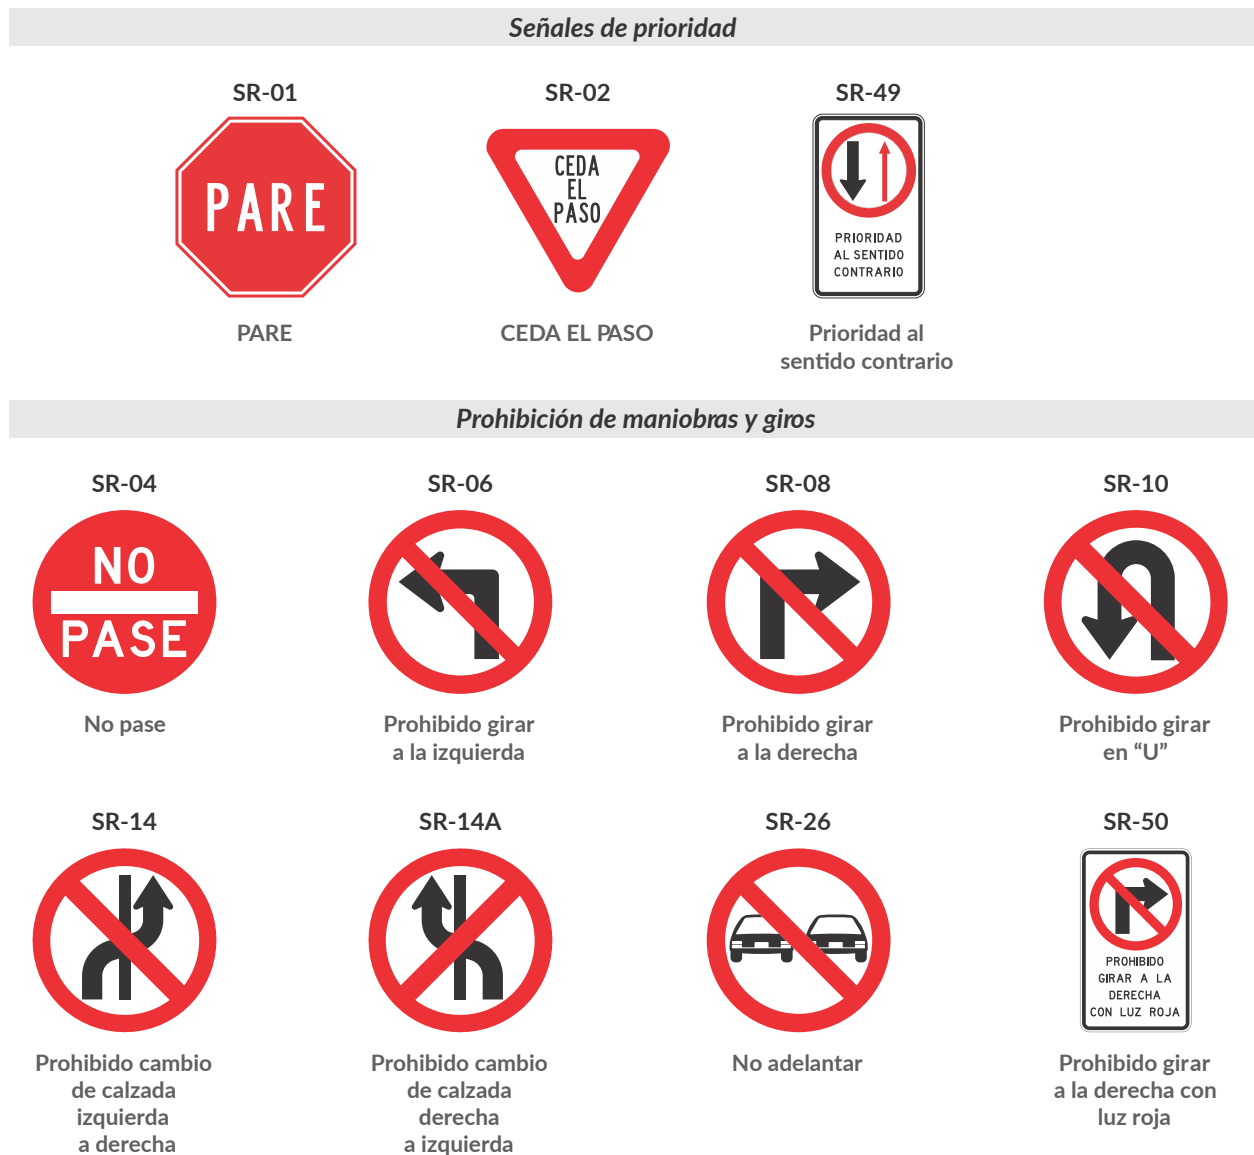 Señales de prioridad
SR-01
SR-02
SR-49
PARE
CEDA
EL
PASO
PRIORIDAD
AL SENTIDO
CONTRARIO
PARE
CEDA EL PASO
Prioridad al
sentido contrario
Prohibición de maniobras y giros
SR-04
SR-06
SR-08
SR-10
NO
PASE
No pase
Prohibido girar
a la izquierda
Prohibido girar
a la derecha
Prohibido girar
en “U”
SR-14
SR-14A
SR-26
SR-50
PROHIBIDO
GIRAR A LA
DERECHA
CON LUZ ROJA
Prohibido cambio
de calzada
izquierda
a derecha
Prohibido cambio
de calzada
derecha
a izquierda
No adelantar
Prohibido girar
a la derecha con
luz roja